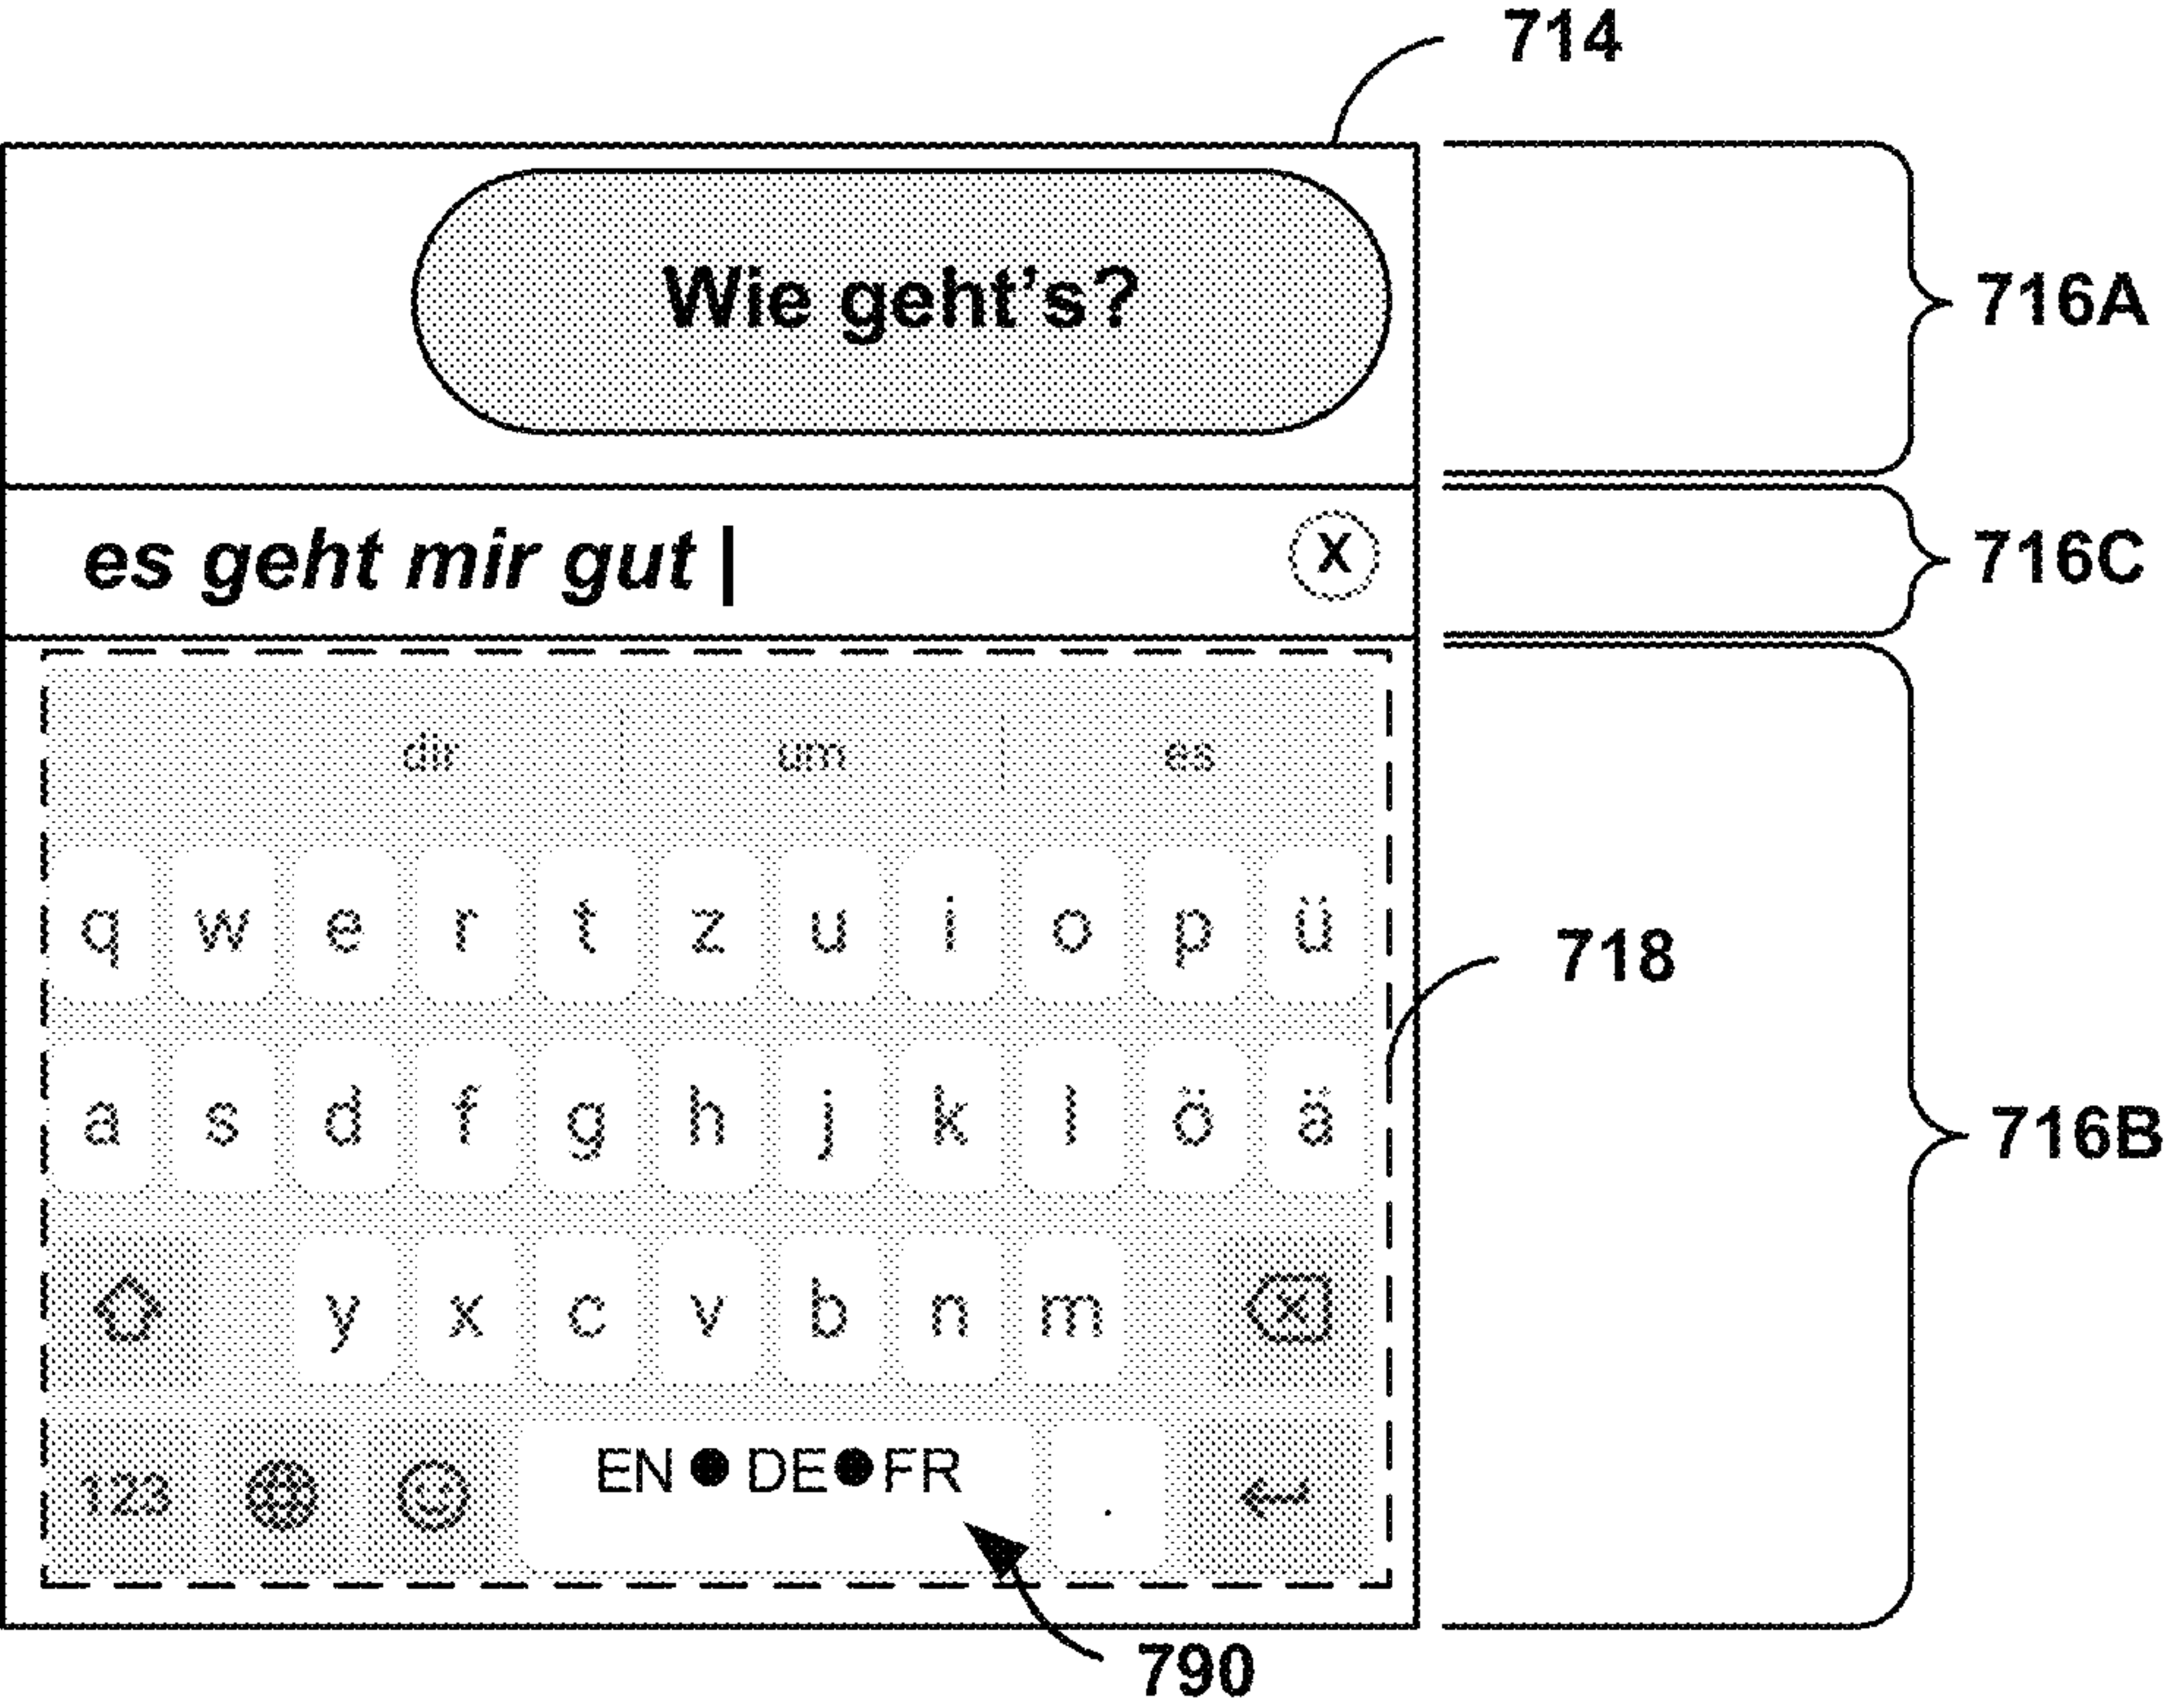 714
Wie geht's?
716A
es geht mir gut
X
716C
dir um es
q w e r t z u i o p ü
718
a s d f g h j k l ö ä
716B
y x c v b n m
x
123 EN●DE●FR .
790